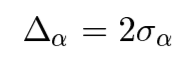 Δ_α = 2σ_α